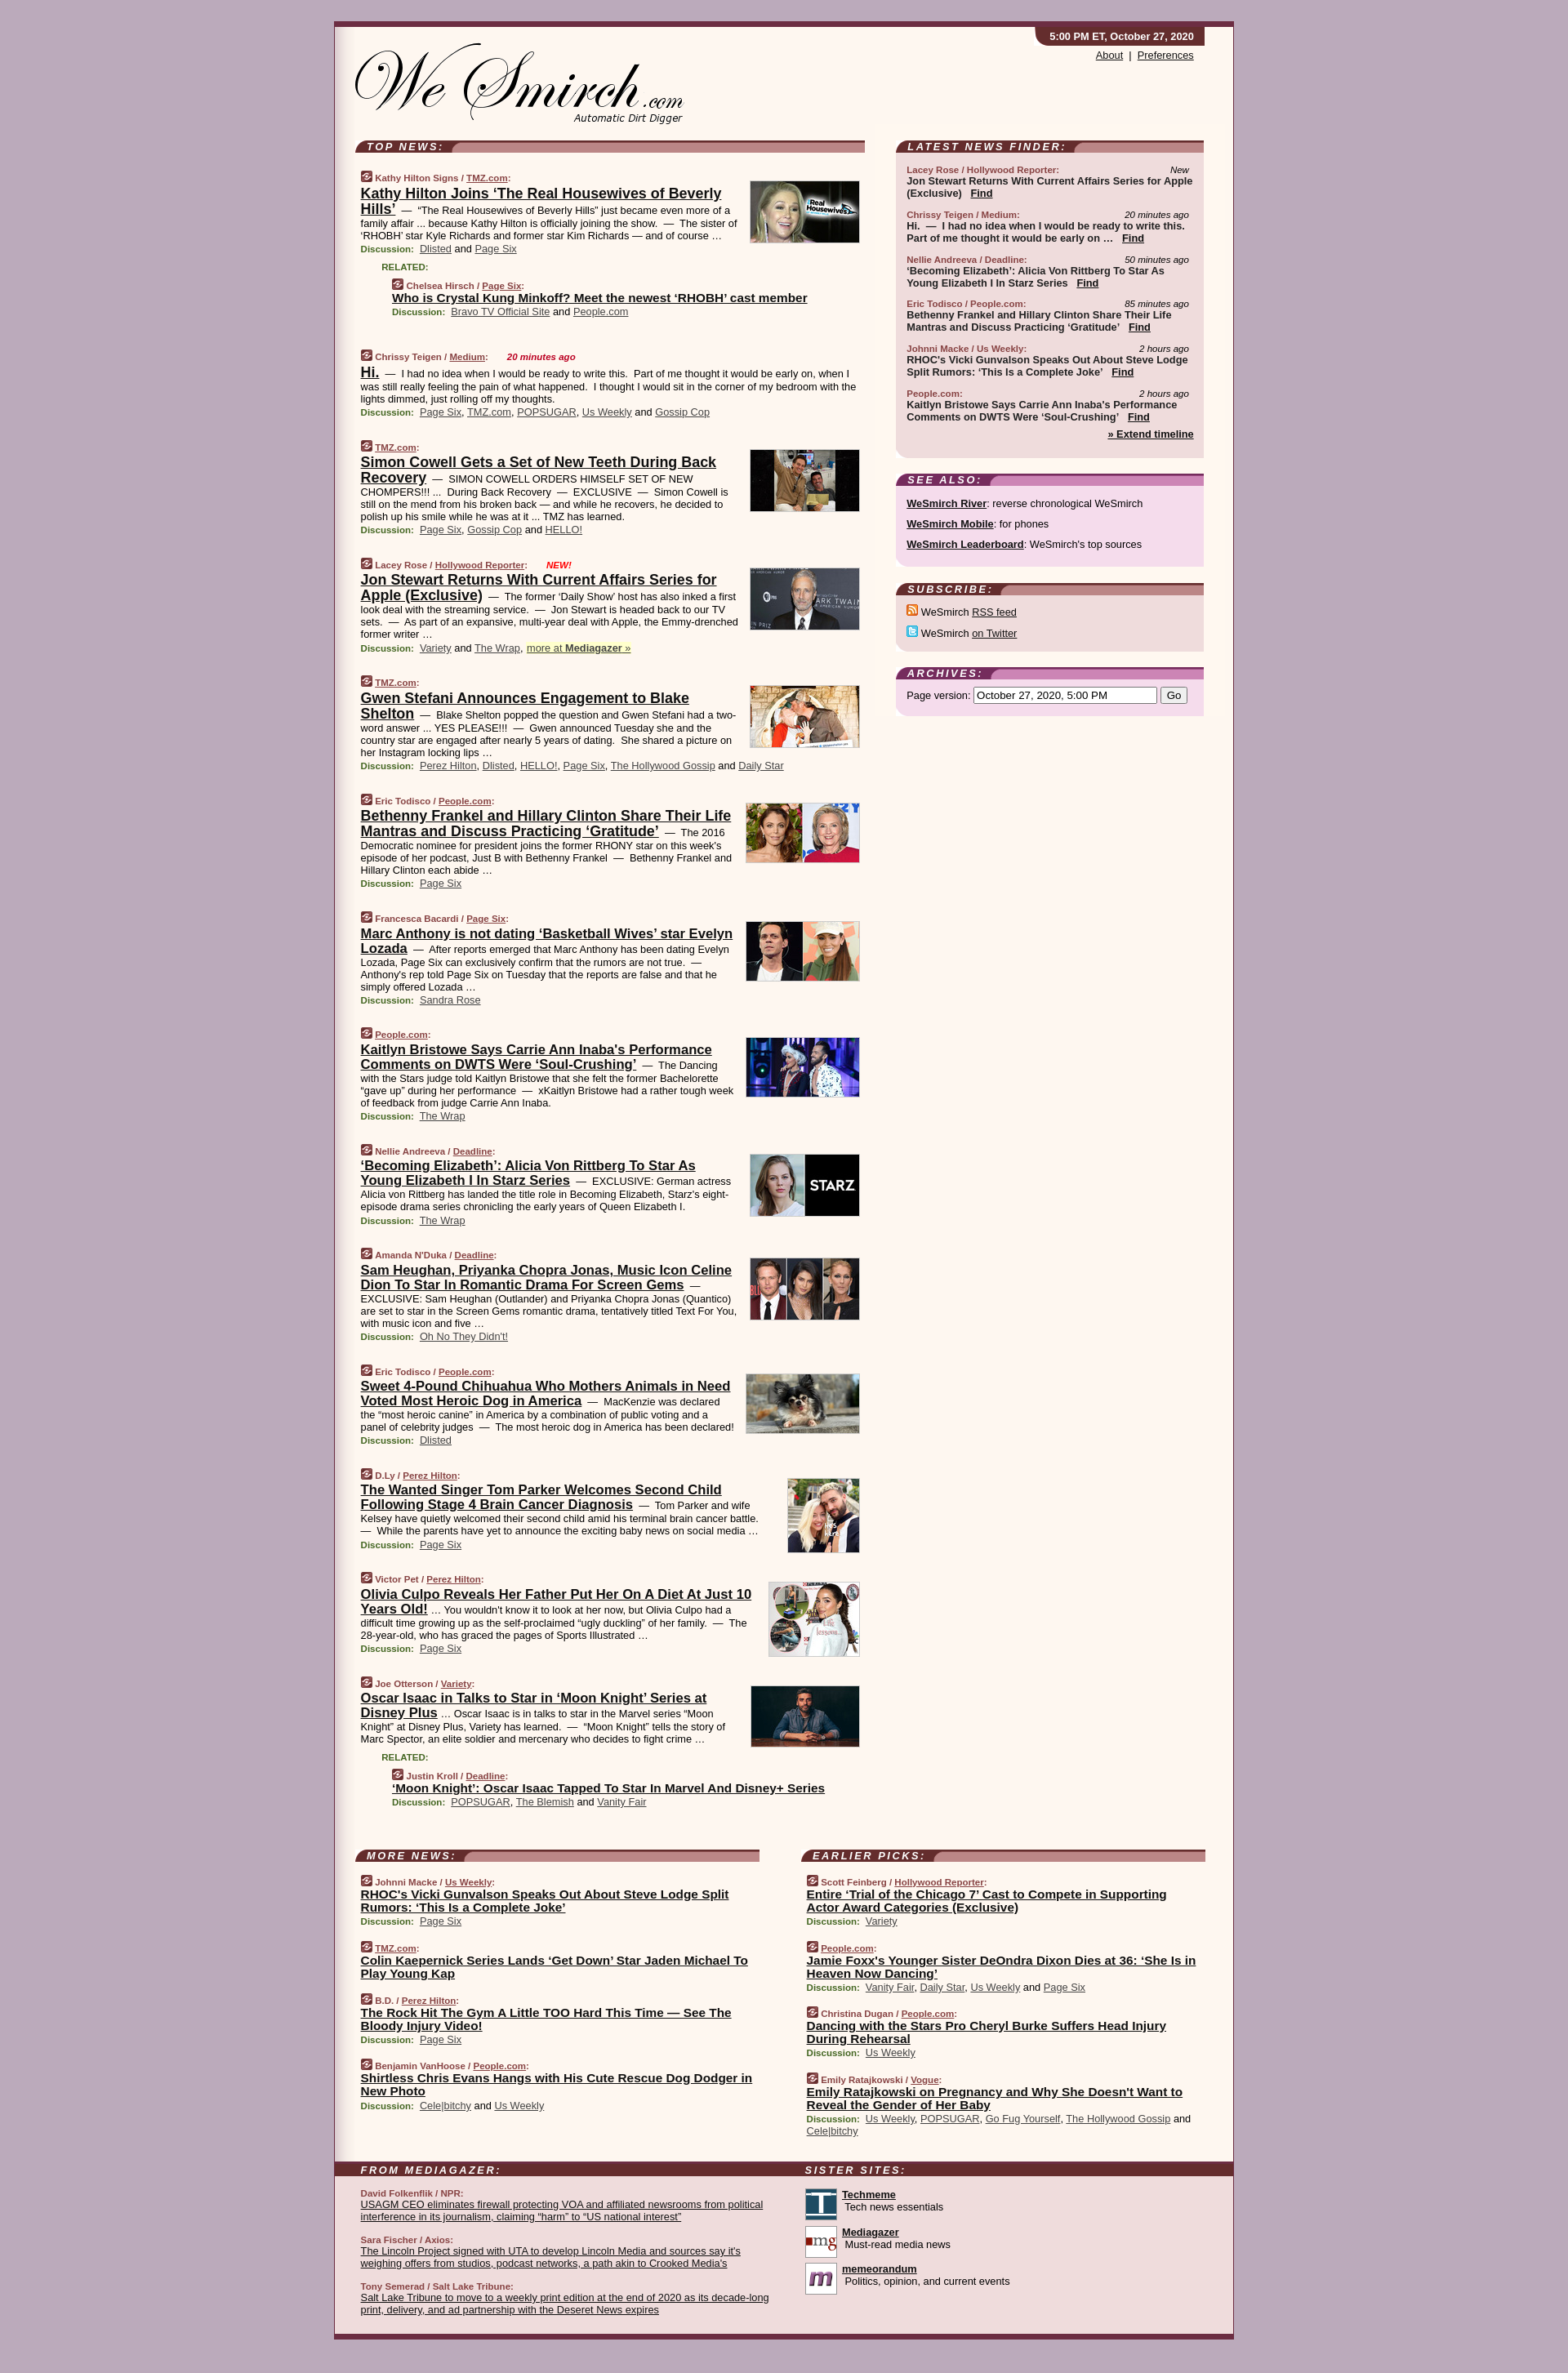 5:00 PM ET, October 27, 2020
About | Preferences
We Smirch.com
Automatic Dirt Digger
TOP NEWS:
Kathy Hilton Signs / TMZ.com:
Kathy Hilton Joins ‘The Real Housewives of Beverly
Hills’ — “The Real Housewives of Beverly Hills” just became even more of a
family affair ... because Kathy Hilton is officially joining the show. — The sister of
‘RHOBH’ star Kyle Richards and former star Kim Richards — and of course …
Discussion: Dlisted and Page Six
Real
Housewives
RELATED:
Chelsea Hirsch / Page Six:
Who is Crystal Kung Minkoff? Meet the newest ‘RHOBH’ cast member
Discussion: Bravo TV Official Site and People.com
Chrissy Teigen / Medium: 20 minutes ago
Hi. — I had no idea when I would be ready to write this. Part of me thought it would be early on, when I
was still really feeling the pain of what happened. I thought I would sit in the corner of my bedroom with the
lights dimmed, just rolling off my thoughts.
Discussion: Page Six, TMZ.com, POPSUGAR, Us Weekly and Gossip Cop
TMZ.com:
Simon Cowell Gets a Set of New Teeth During Back
Recovery — SIMON COWELL ORDERS HIMSELF SET OF NEW
CHOMPERS!!! ... During Back Recovery — EXCLUSIVE — Simon Cowell is
still on the mend from his broken back — and while he recovers, he decided to
polish up his smile while he was at it ... TMZ has learned.
Discussion: Page Six, Gossip Cop and HELLO!
Lacey Rose / Hollywood Reporter: NEW!
Jon Stewart Returns With Current Affairs Series for
Apple (Exclusive) — The former ‘Daily Show’ host has also inked a first
look deal with the streaming service. — Jon Stewart is headed back to our TV
sets. — As part of an expansive, multi-year deal with Apple, the Emmy-drenched
former writer …
Discussion: Variety and The Wrap, more at Mediagazer »
TMZ.com:
Gwen Stefani Announces Engagement to Blake
Shelton — Blake Shelton popped the question and Gwen Stefani had a two-
word answer ... YES PLEASE!!! — Gwen announced Tuesday she and the
country star are engaged after nearly 5 years of dating. She shared a picture on
her Instagram locking lips …
Discussion: Perez Hilton, Dlisted, HELLO!, Page Six, The Hollywood Gossip and Daily Star
Eric Todisco / People.com:
Bethenny Frankel and Hillary Clinton Share Their Life
Mantras and Discuss Practicing ‘Gratitude’ — The 2016
Democratic nominee for president joins the former RHONY star on this week's
episode of her podcast, Just B with Bethenny Frankel — Bethenny Frankel and
Hillary Clinton each abide …
Discussion: Page Six
Francesca Bacardi / Page Six:
Marc Anthony is not dating ‘Basketball Wives’ star Evelyn
Lozada — After reports emerged that Marc Anthony has been dating Evelyn
Lozada, Page Six can exclusively confirm that the rumors are not true. —
Anthony's rep told Page Six on Tuesday that the reports are false and that he
simply offered Lozada …
Discussion: Sandra Rose
People.com:
Kaitlyn Bristowe Says Carrie Ann Inaba's Performance
Comments on DWTS Were ‘Soul-Crushing’ — The Dancing
with the Stars judge told Kaitlyn Bristowe that she felt the former Bachelorette
“gave up” during her performance — xKaitlyn Bristowe had a rather tough week
of feedback from judge Carrie Ann Inaba.
Discussion: The Wrap
Nellie Andreeva / Deadline:
‘Becoming Elizabeth’: Alicia Von Rittberg To Star As
Young Elizabeth I In Starz Series — EXCLUSIVE: German actress
Alicia von Rittberg has landed the title role in Becoming Elizabeth, Starz's eight-
episode drama series chronicling the early years of Queen Elizabeth I.
Discussion: The Wrap
STARZ
Amanda N'Duka / Deadline:
Sam Heughan, Priyanka Chopra Jonas, Music Icon Celine
Dion To Star In Romantic Drama For Screen Gems —
EXCLUSIVE: Sam Heughan (Outlander) and Priyanka Chopra Jonas (Quantico)
are set to star in the Screen Gems romantic drama, tentatively titled Text For You,
with music icon and five …
Discussion: Oh No They Didn't!
Eric Todisco / People.com:
Sweet 4-Pound Chihuahua Who Mothers Animals in Need
Voted Most Heroic Dog in America — MacKenzie was declared
the “most heroic canine” in America by a combination of public voting and a
panel of celebrity judges — The most heroic dog in America has been declared!
Discussion: Dlisted
D.Ly / Perez Hilton:
The Wanted Singer Tom Parker Welcomes Second Child
Following Stage 4 Brain Cancer Diagnosis — Tom Parker and wife
Kelsey have quietly welcomed their second child amid his terminal brain cancer battle.
— While the parents have yet to announce the exciting baby news on social media …
Discussion: Page Six
Victor Pet / Perez Hilton:
Olivia Culpo Reveals Her Father Put Her On A Diet At Just 10
Years Old! … You wouldn't know it to look at her now, but Olivia Culpo had a
difficult time growing up as the self-proclaimed “ugly duckling” of her family. — The
28-year-old, who has graced the pages of Sports Illustrated …
Discussion: Page Six
Joe Otterson / Variety:
Oscar Isaac in Talks to Star in ‘Moon Knight’ Series at
Disney Plus … Oscar Isaac is in talks to star in the Marvel series “Moon
Knight” at Disney Plus, Variety has learned. — “Moon Knight” tells the story of
Marc Spector, an elite soldier and mercenary who decides to fight crime …
RELATED:
Justin Kroll / Deadline:
‘Moon Knight’: Oscar Isaac Tapped To Star In Marvel And Disney+ Series
Discussion: POPSUGAR, The Blemish and Vanity Fair
LATEST NEWS FINDER:
Lacey Rose / Hollywood Reporter: New
Jon Stewart Returns With Current Affairs Series for Apple
(Exclusive) Find
Chrissy Teigen / Medium: 20 minutes ago
Hi. — I had no idea when I would be ready to write this.
Part of me thought it would be early on … Find
Nellie Andreeva / Deadline: 50 minutes ago
‘Becoming Elizabeth’: Alicia Von Rittberg To Star As
Young Elizabeth I In Starz Series Find
Eric Todisco / People.com: 85 minutes ago
Bethenny Frankel and Hillary Clinton Share Their Life
Mantras and Discuss Practicing ‘Gratitude’ Find
Johnni Macke / Us Weekly: 2 hours ago
RHOC's Vicki Gunvalson Speaks Out About Steve Lodge
Split Rumors: ‘This Is a Complete Joke’ Find
People.com: 2 hours ago
Kaitlyn Bristowe Says Carrie Ann Inaba's Performance
Comments on DWTS Were ‘Soul-Crushing’ Find
» Extend timeline
SEE ALSO:
WeSmirch River: reverse chronological WeSmirch
WeSmirch Mobile: for phones
WeSmirch Leaderboard: WeSmirch's top sources
SUBSCRIBE:
WeSmirch RSS feed
WeSmirch on Twitter
ARCHIVES:
Page version: October 27, 2020, 5:00 PM Go
MORE NEWS:
Johnni Macke / Us Weekly:
RHOC's Vicki Gunvalson Speaks Out About Steve Lodge Split
Rumors: ‘This Is a Complete Joke’
Discussion: Page Six
TMZ.com:
Colin Kaepernick Series Lands ‘Get Down’ Star Jaden Michael To
Play Young Kap
B.D. / Perez Hilton:
The Rock Hit The Gym A Little TOO Hard This Time — See The
Bloody Injury Video!
Discussion: Page Six
Benjamin VanHoose / People.com:
Shirtless Chris Evans Hangs with His Cute Rescue Dog Dodger in
New Photo
Discussion: Cele|bitchy and Us Weekly
EARLIER PICKS:
Scott Feinberg / Hollywood Reporter:
Entire ‘Trial of the Chicago 7’ Cast to Compete in Supporting
Actor Award Categories (Exclusive)
Discussion: Variety
People.com:
Jamie Foxx's Younger Sister DeOndra Dixon Dies at 36: ‘She Is in
Heaven Now Dancing’
Discussion: Vanity Fair, Daily Star, Us Weekly and Page Six
Christina Dugan / People.com:
Dancing with the Stars Pro Cheryl Burke Suffers Head Injury
During Rehearsal
Discussion: Us Weekly
Emily Ratajkowski / Vogue:
Emily Ratajkowski on Pregnancy and Why She Doesn't Want to
Reveal the Gender of Her Baby
Discussion: Us Weekly, POPSUGAR, Go Fug Yourself, The Hollywood Gossip and
Cele|bitchy
FROM MEDIAGAZER:
David Folkenflik / NPR:
USAGM CEO eliminates firewall protecting VOA and affiliated newsrooms from political
interference in its journalism, claiming “harm” to “US national interest”
Sara Fischer / Axios:
The Lincoln Project signed with UTA to develop Lincoln Media and sources say it's
weighing offers from studios, podcast networks, a path akin to Crooked Media's
Tony Semerad / Salt Lake Tribune:
Salt Lake Tribune to move to a weekly print edition at the end of 2020 as its decade-long
print, delivery, and ad partnership with the Deseret News expires
SISTER SITES:
Techmeme
Tech news essentials
mg
Mediagazer
Must-read media news
m
memeorandum
Politics, opinion, and current events